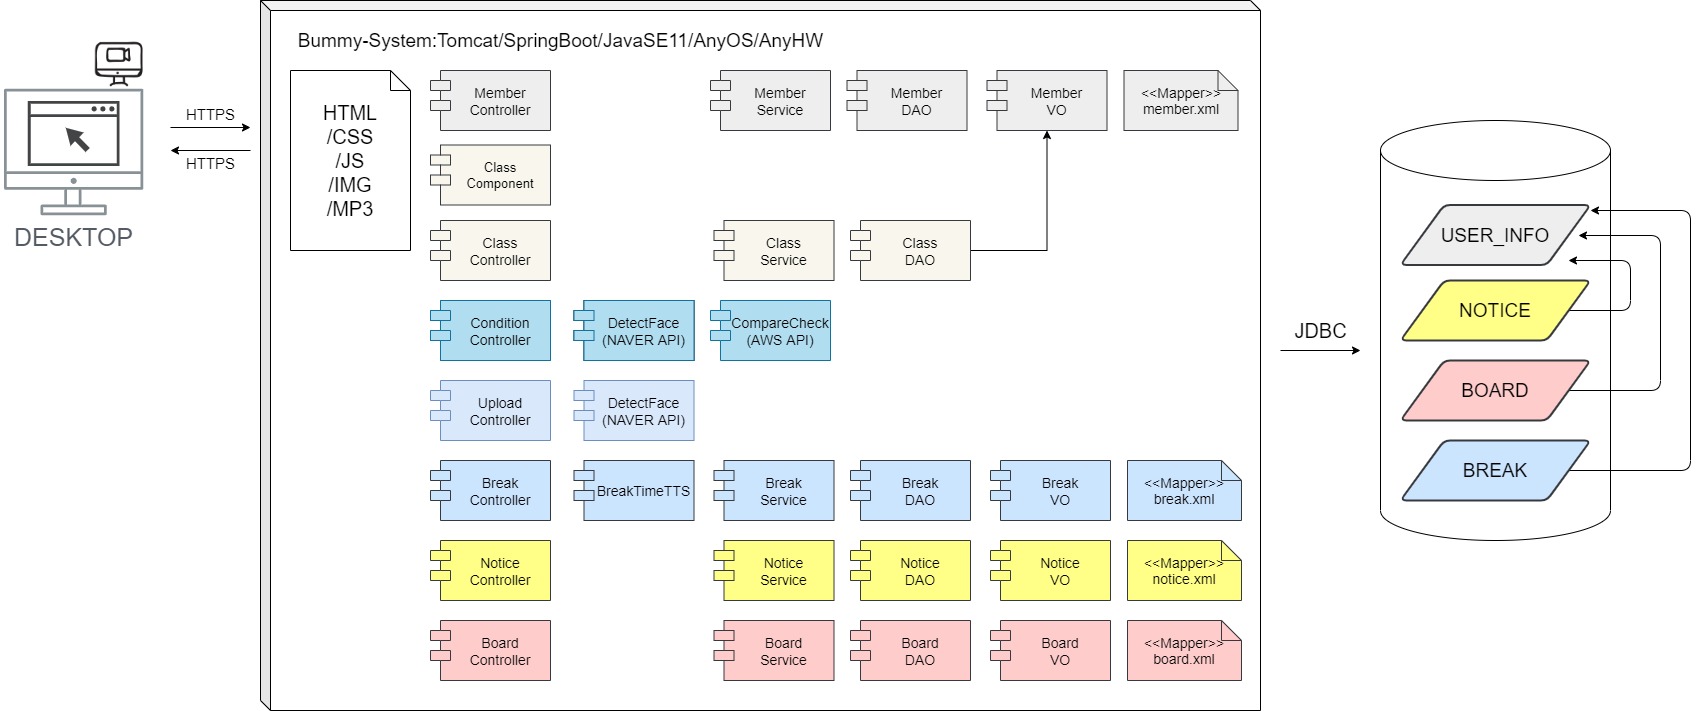 Bummy-System:Tomcat/SpringBoot/JavaSE11/AnyOS/AnyHW
DESKTOP
HTTPS
HTTPS
HTML
/CSS
/JS
/IMG
/MP3
Member
Controller
Member
Service
Member
DAO
Member
VO
<<Mapper>>
member.xml
Class
Component
Class
Controller
Class
Service
Class
DAO
Condition
Controller
DetectFace
(NAVER API)
CompareCheck
(AWS API)
Upload
Controller
DetectFace
(NAVER API)
Break
Controller
BreakTimeTTS
Break
Service
Break
DAO
Break
VO
<<Mapper>>
break.xml
Notice
Controller
Notice
Service
Notice
DAO
Notice
VO
<<Mapper>>
notice.xml
Board
Controller
Board
Service
Board
DAO
Board
VO
<<Mapper>>
board.xml
JDBC
USER_INFO
NOTICE
BOARD
BREAK